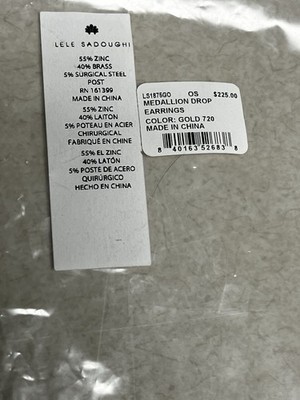 LELE SADOUGHI
55% ZINC
40% BRASS
5% SURGICAL STEEL
POST
RN 161399
MADE IN CHINA
55% ZINC
40% LAITON
5% POTEAU EN ACIER
CHIRURGICAL
FABRIQUÉ EN CHINE
55% EL ZINC
40% LATÓN
5% POSTE DE ACERO
QUIRÚRGICO
HECHO EN CHINA
LS1875GO OS $225.00
MEDALLION DROP
EARRINGS
COLOR: GOLD 720
MADE IN CHINA
8 40163 52683 8